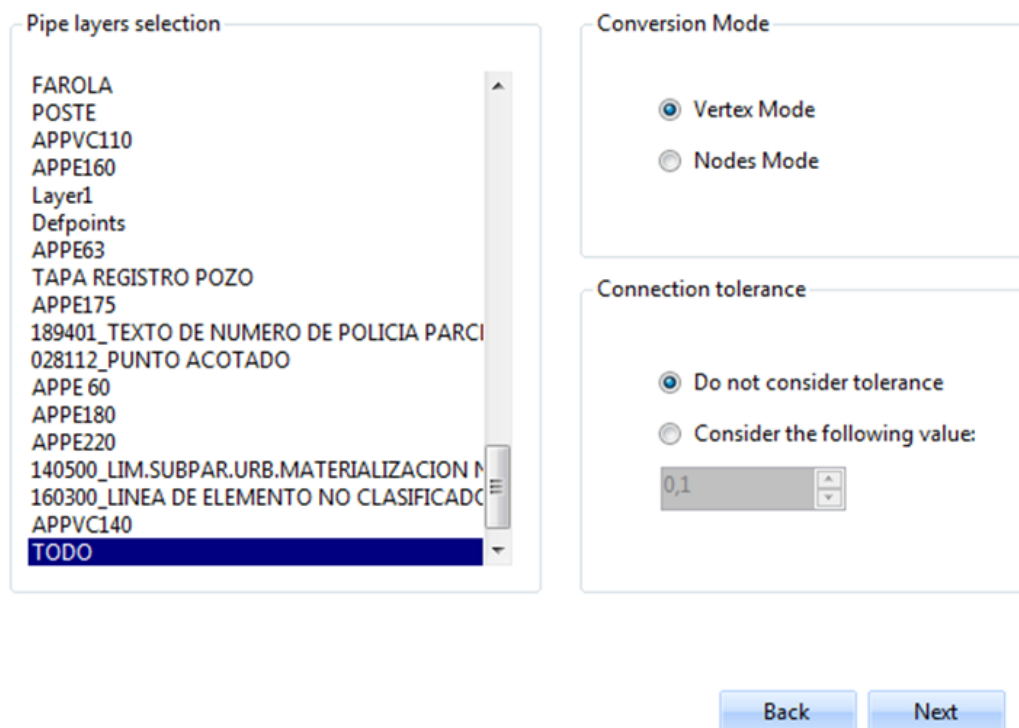 Pipe layers selection
FAROLA
POSTE
APPVC110
APPE160
Layer1
Defpoints
APPE63
TAPA REGISTRO POZO
APPE175
189401_TEXTO DE NUMERO DE POLICIA PARCI
028112_PUNTO ACOTADO
APPE 60
APPE180
APPE220
140500_LIM.SUBPAR.URB.MATERIALIZACION N
160300_LINEA DE ELEMENTO NO CLASIFICADO
APPVC140
TODO
Conversion Mode
Vertex Mode
Nodes Mode
Connection tolerance
Do not consider tolerance
Consider the following value:
0,1
Back
Next